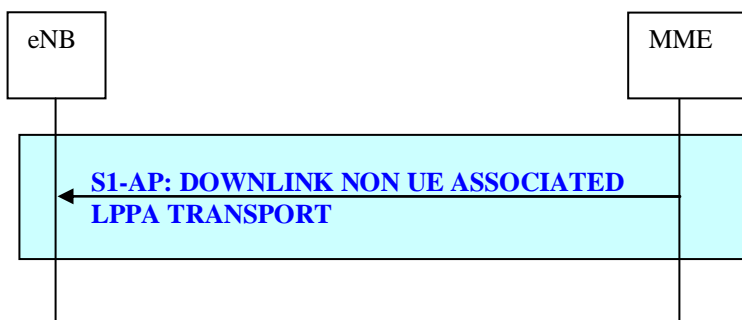 eNB
MME
S1-AP: DOWNLINK NON UE ASSOCIATED
LPPA TRANSPORT